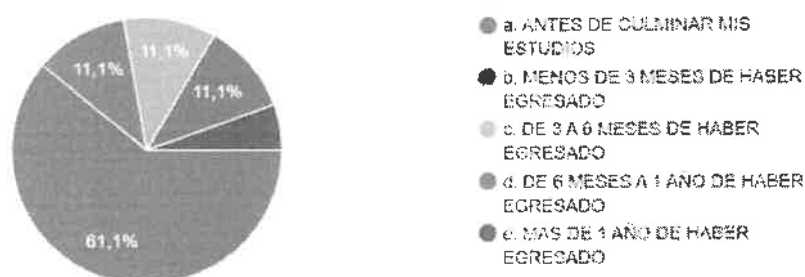 11,1%
11,1%
11,1%
61,1%
a. ANTES DE CULMINAR MIS
ESTUDIOS
b. MENOS DE 3 MESES DE HASER
EGRESADO
c. DE 3 A 6 MESES DE HABER
EGRESADO
d. DE 6 MESES A 1 AÑO DE HABER
EGRESADO
e. MAS DE 1 AÑO DE HABER
EGRESADO